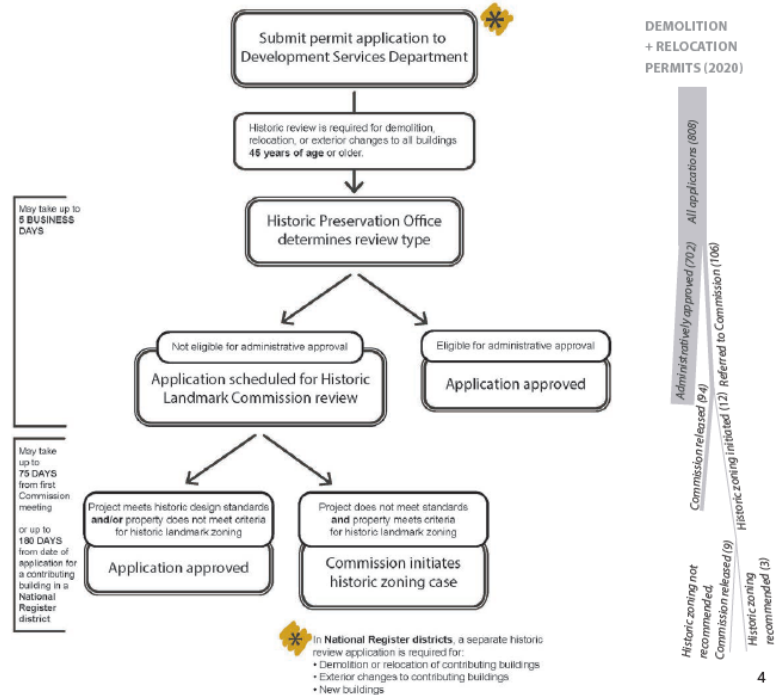 Submit permit application to
Development Services Department
Historic review is required for demolition,
relocation, or exterior changes to all buildings
45 years of age or older.
May take up to
5 BUSINESS
DAYS
Historic Preservation Office
determines review type
Not eligible for administrative approval
Application scheduled for Historic
Landmark Commission review
Eligible for administrative approval
Application approved
May take
up to
75 DAYS
from first
Commission
meeting
or up to
180 DAYS
from date of
application for
a contributing
building in a
National
Register
district
Project meets historic design standards
and/or property does not meet criteria
for historic landmark zoning
Application approved
Project does not meet standards
and property meets criteria
for historic landmark zoning
Commission initiates
historic zoning case
In National Register districts, a separate historic
review application is required for:
• Demolition or relocation of contributing buildings
• Exterior changes to contributing buildings
• New buildings
DEMOLITION
+ RELOCATION
PERMITS (2020)
All applications (808)
Administratively approved (702)
Referred to Commission (106)
Commission released (94)
Historic zoning initiated (12)
Historic zoning not
recommended,
Commission released (9)
Historic zoning
recommended (3)
4